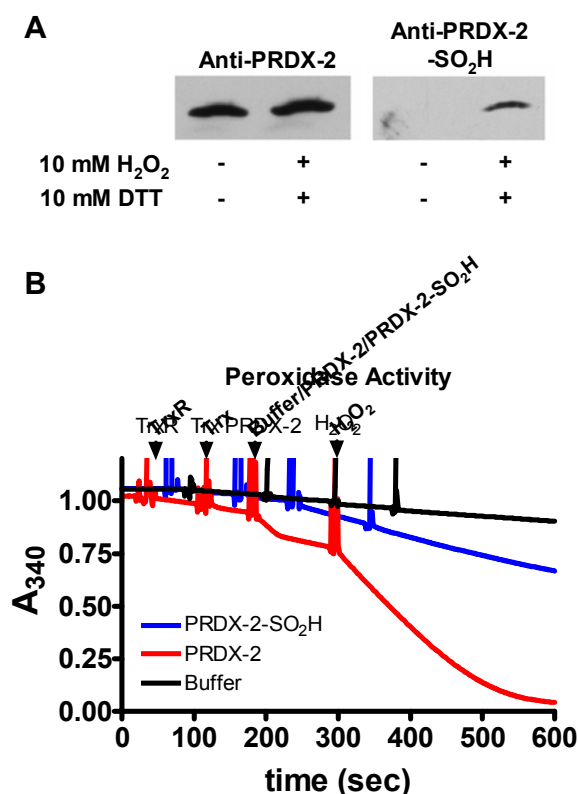 A
Anti-PRDX-2
Anti-PRDX-2
-SO₂H
10 mM H₂O₂ - + - +
10 mM DTT - + - +
B
Peroxidase Activity
TrxR
Trx
PRDX-2
H₂O₂
TrxR
Trx
Buffer/PRDX-2/PRDX-2-SO₂H
H₂O₂
A₃₄₀
1.00
0.75
0.50
0.25
0.00
PRDX-2-SO₂H
PRDX-2
Buffer
0 100 200 300 400 500 600
time (sec)